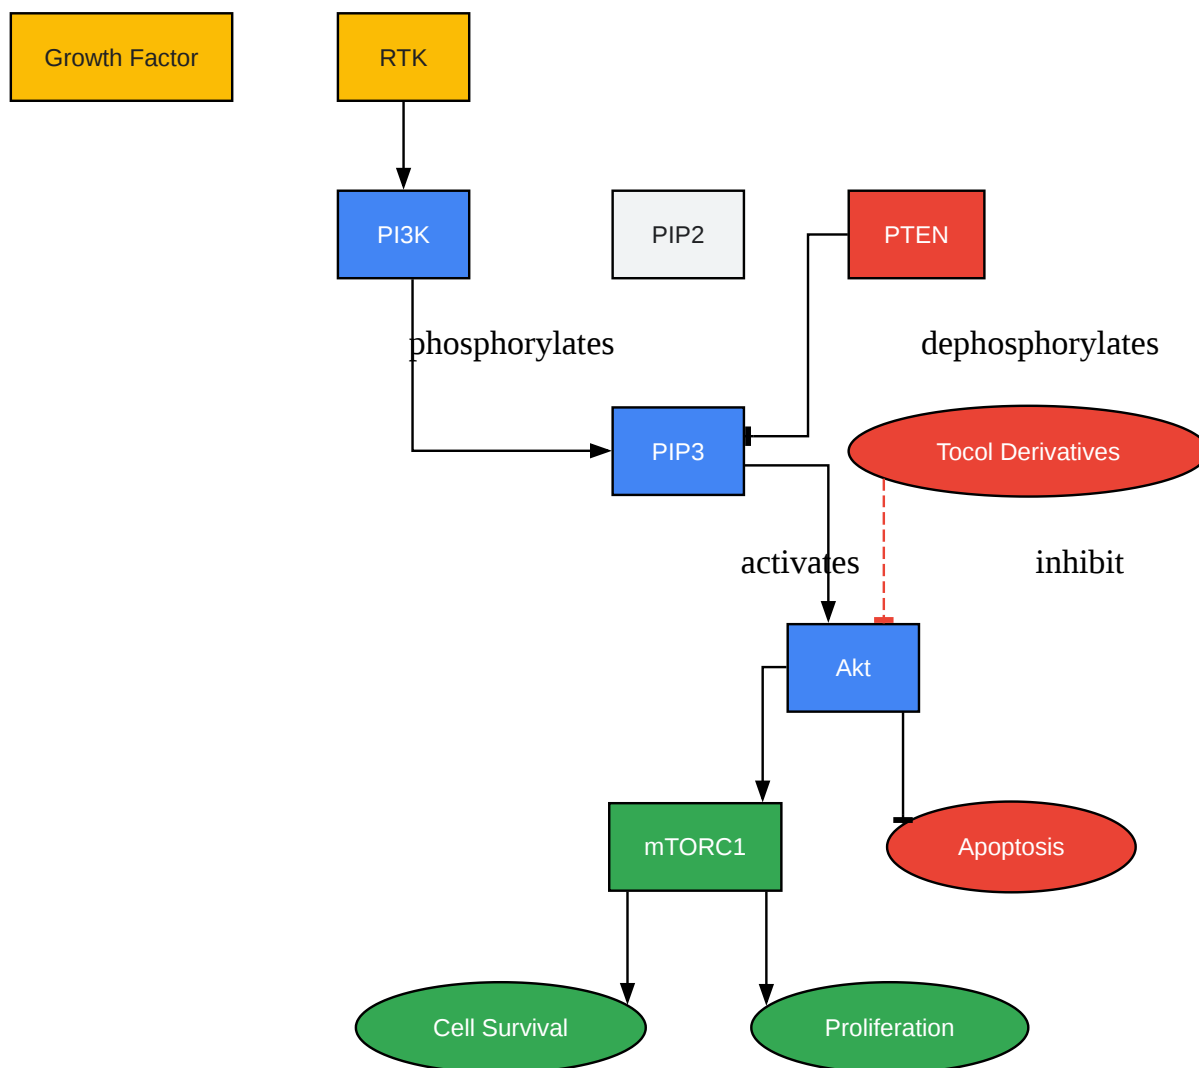 Growth Factor
RTK
PI3K
PIP2
PTEN
phosphorylates
dephosphorylates
PIP3
Tocol Derivatives
activates
inhibit
Akt
mTORC1
Apoptosis
Cell Survival
Proliferation